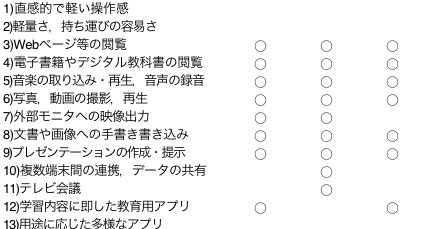 1)直感的で軽い操作感
2)軽量さ，持ち運びの容易さ
3)Webページ等の閲覧 ○ ○ ○
4)電子書籍やデジタル教科書の閲覧 ○ ○ ○
5)音楽の取り込み・再生，音声の録音 ○ ○ ○
6)写真，動画の撮影，再生 ○ ○ ○
7)外部モニタへの映像出力 ○ ○
8)文書や画像への手書き書き込み ○ ○ ○
9)プレゼンテーションの作成・提示 ○ ○ ○
10)複数端末間の連携，データの共有 ○
11)テレビ会議 ○
12)学習内容に即した教育用アプリ ○ ○
13)用途に応じた多様なアプリ